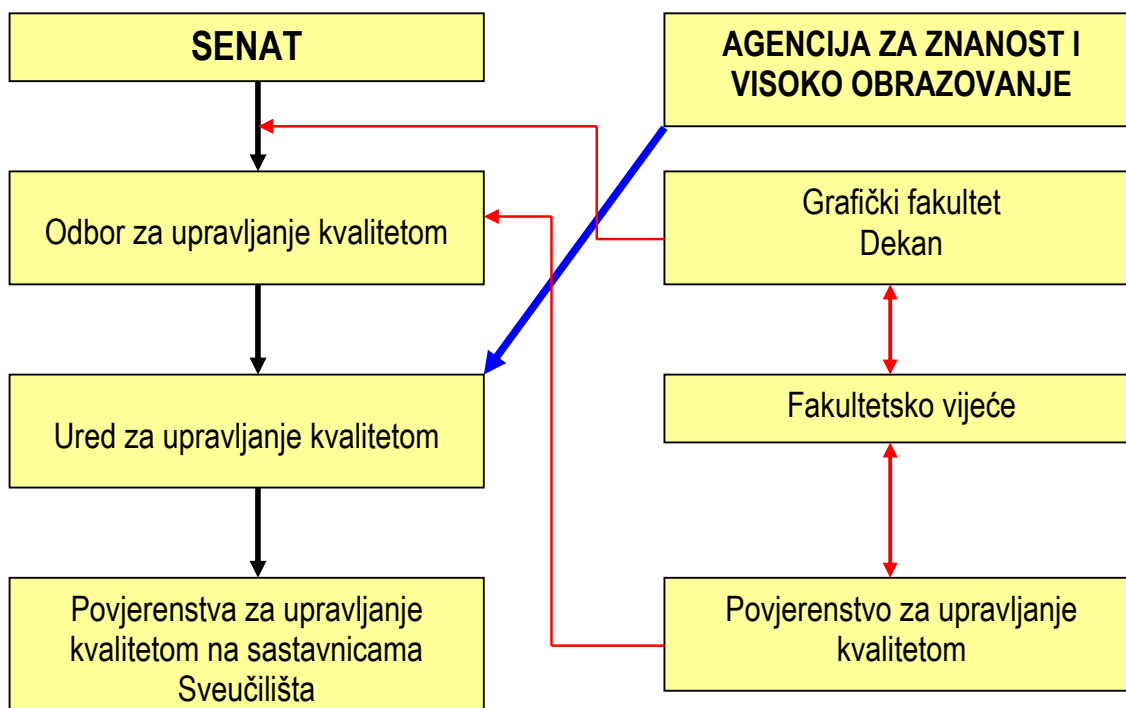 SENAT
AGENCIJA ZA ZNANOST I
VISOKO OBRAZOVANJE
Odbor za upravljanje kvalitetom
Grafički fakultet
Dekan
Ured za upravljanje kvalitetom
Fakultetsko vijeće
Povjerenstva za upravljanje
kvalitetom na sastavnicama
Sveučilišta
Povjerenstvo za upravljanje
kvalitetom